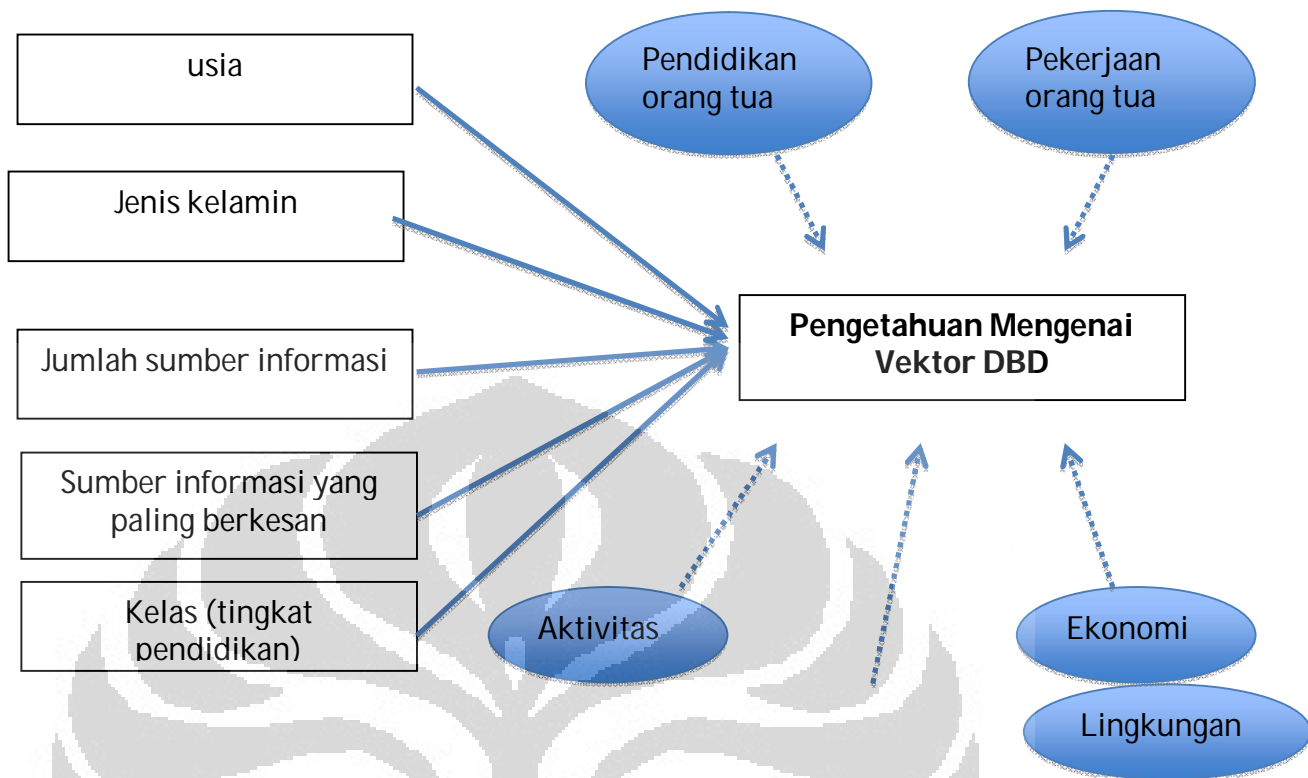 usia
Pendidikan
orang tua
Pekerjaan
orang tua
Jenis kelamin
Pengetahuan Mengenai
Vektor DBD
Jumlah sumber informasi
Sumber informasi yang
paling berkesan
Kelas (tingkat
pendidikan)
Aktivitas
Ekonomi
Lingkungan